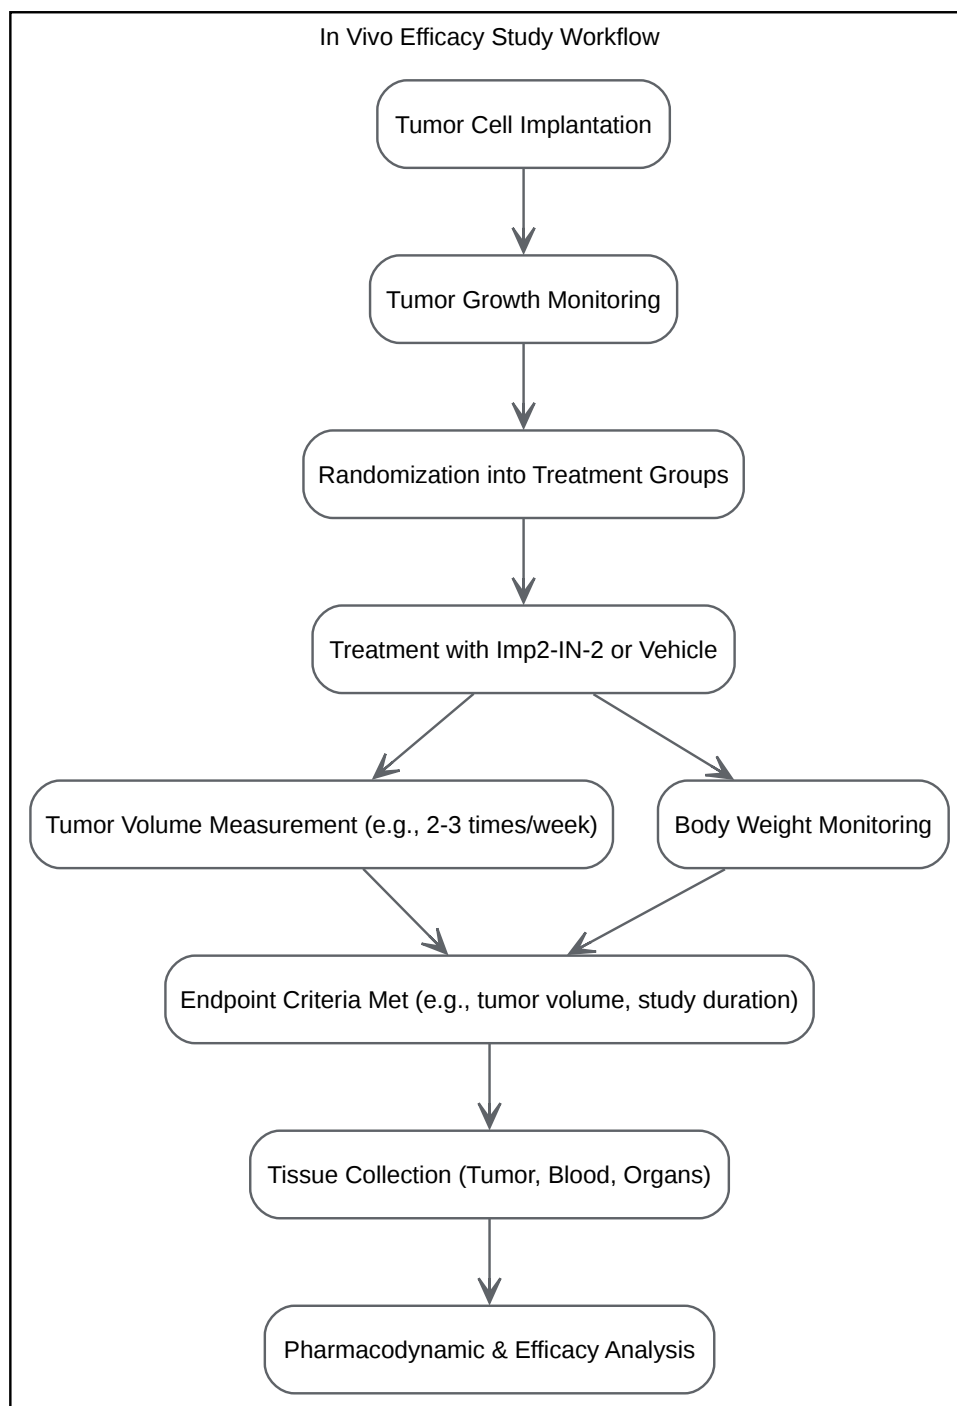 In Vivo Efficacy Study Workflow
Tumor Cell Implantation
Tumor Growth Monitoring
Randomization into Treatment Groups
Treatment with Imp2-IN-2 or Vehicle
Tumor Volume Measurement (e.g., 2-3 times/week)
Body Weight Monitoring
Endpoint Criteria Met (e.g., tumor volume, study duration)
Tissue Collection (Tumor, Blood, Organs)
Pharmacodynamic & Efficacy Analysis